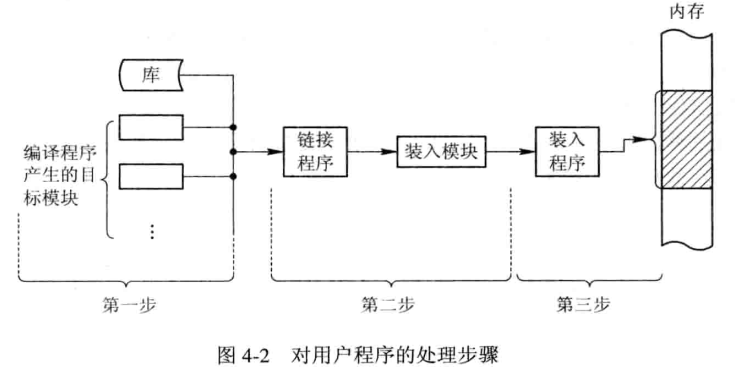 内存
库
编译程序
产生的目
标模块
⋮
链接
程序
装入模块
装入
程序
第一步
第二步
第三步
图 4-2 对用户程序的处理步骤